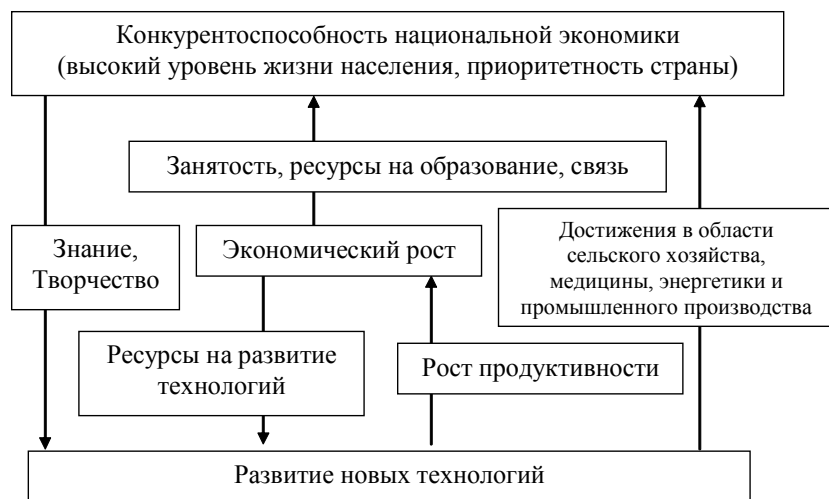 Конкурентоспособность национальной экономики
(высокий уровень жизни населения, приоритетность страны)
Занятость, ресурсы на образование, связь
Знание,
Творчество
Экономический рост
Достижения в области
сельского хозяйства,
медицины, энергетики и
промышленного производства
Ресурсы на развитие
технологий
Рост продуктивности
Развитие новых технологий